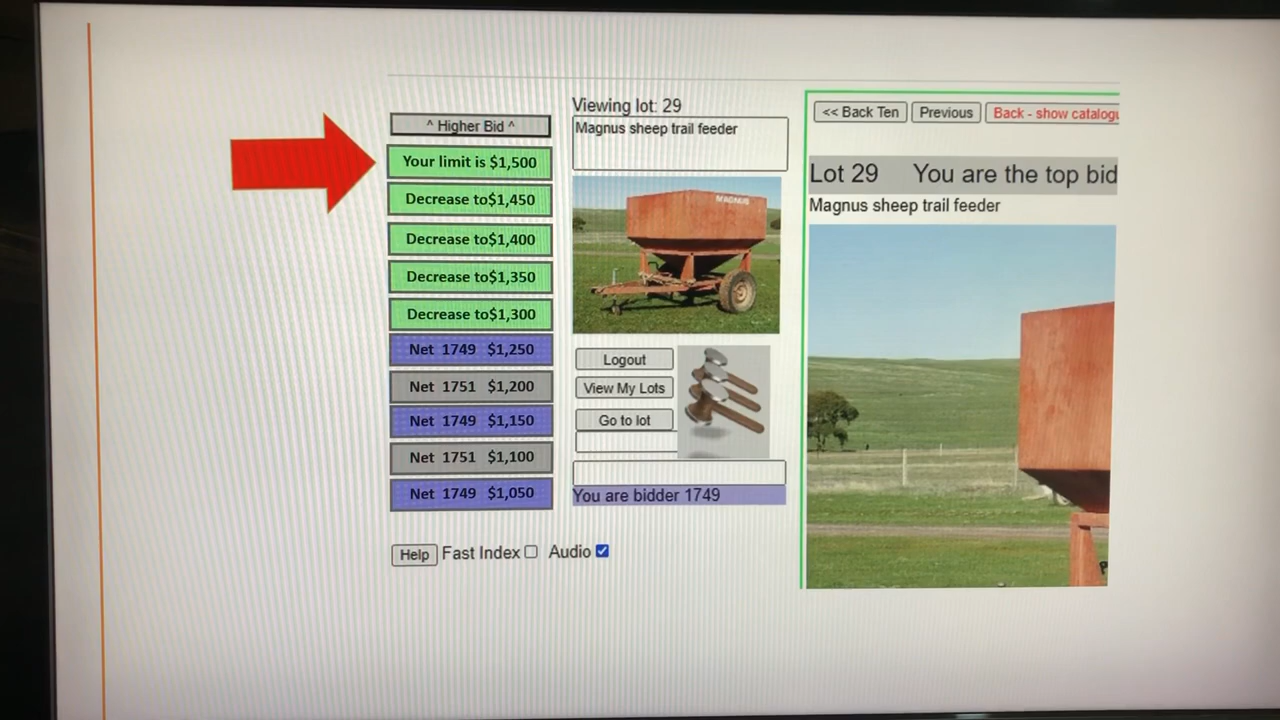 ^ Higher Bid ^
Your limit is $1,500
Decrease to$1,450
Decrease to$1,400
Decrease to$1,350
Decrease to$1,300
Net 1749 $1,250
Net 1751 $1,200
Net 1749 $1,150
Net 1751 $1,100
Net 1749 $1,050
Help Fast Index Audio
Viewing lot: 29
Magnus sheep trail feeder
MAGNUS
Logout
View My Lots
Go to lot
You are bidder 1749
<< Back Ten Previous Back - show catalogu
Lot 29 You are the top bid
Magnus sheep trail feeder